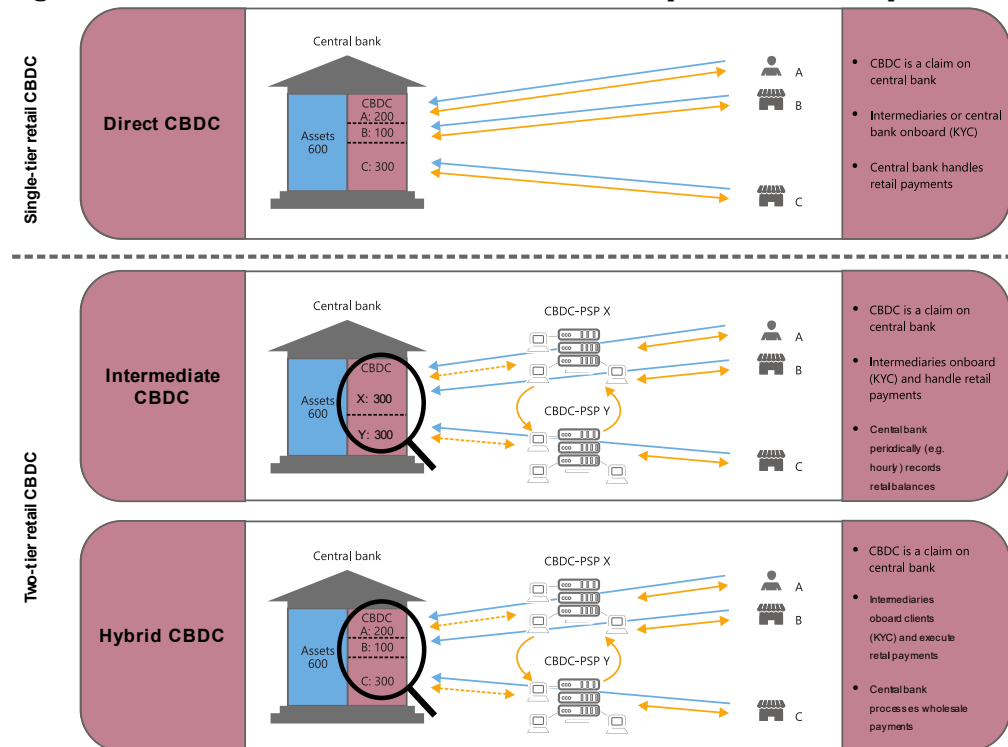 Single-tier retail CBDC
Direct CBDC
Central bank
Assets
600
CBDC
A: 200
B: 100
C: 300
A
B
C
• CBDC is a claim on
central bank
• Intermediaries or central
bank onboard (KYC)
• Central bank handles
retail payments
Two-tier retail CBDC
Intermediate
CBDC
Central bank
Assets
600
CBDC
X: 300
Y: 300
CBDC-PSP X
CBDC-PSP Y
A
B
C
• CBDC is a claim on
central bank
• Intermediaries onboard
(KYC) and handle retail
payments
• Central bank
periodically (e.g.
hourly) records
retail balances
Hybrid CBDC
Central bank
Assets
600
CBDC
A: 200
B: 100
C: 300
CBDC-PSP X
CBDC-PSP Y
A
B
C
• CBDC is a claim on
central bank
• Intermediaries
oboard clients
(KYC) and execute
retail payments
• Central bank
processes wholesale
payments